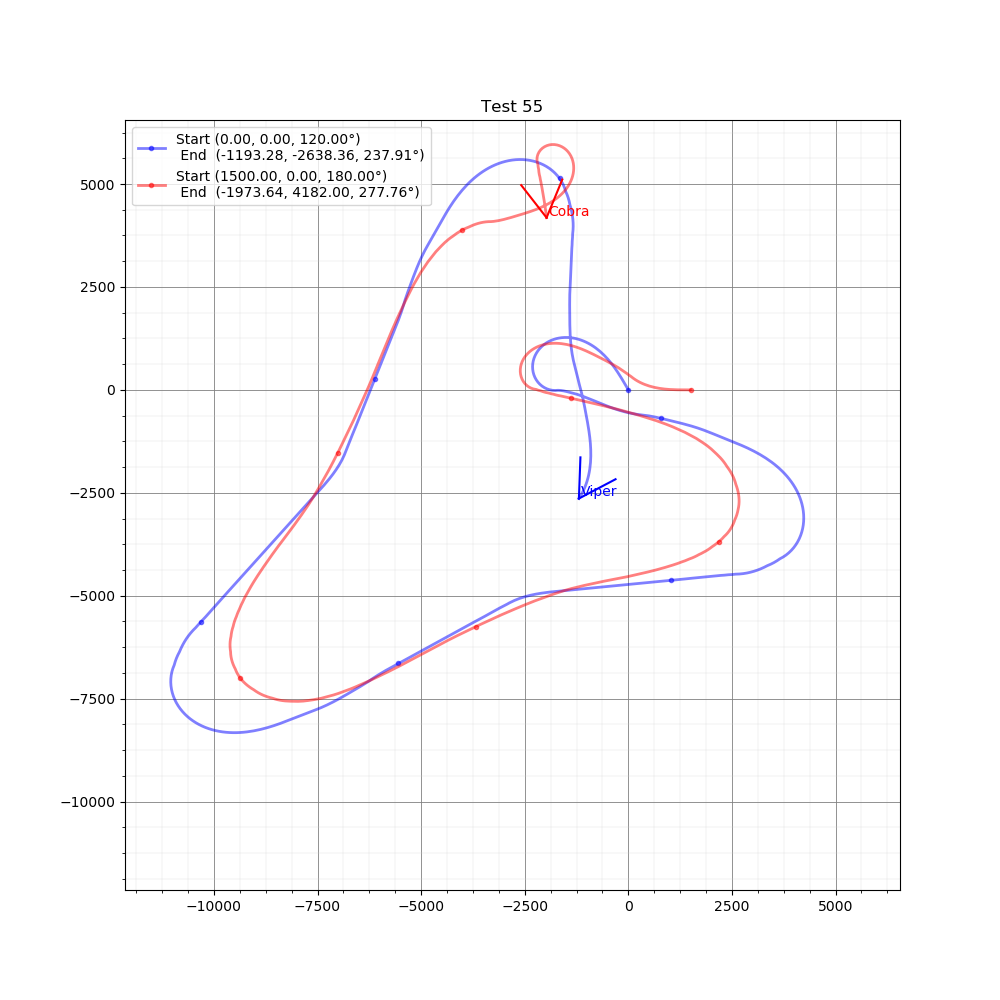 Test 55
Start (0.00, 0.00, 120.00°)
End (-1193.28, -2638.36, 237.91°)
Start (1500.00, 0.00, 180.00°)
End (-1973.64, 4182.00, 277.76°)
5000
2500
0
−2500
−5000
−7500
−10000
Cobra
Viper
−10000 −7500 −5000 −2500 0 2500 5000